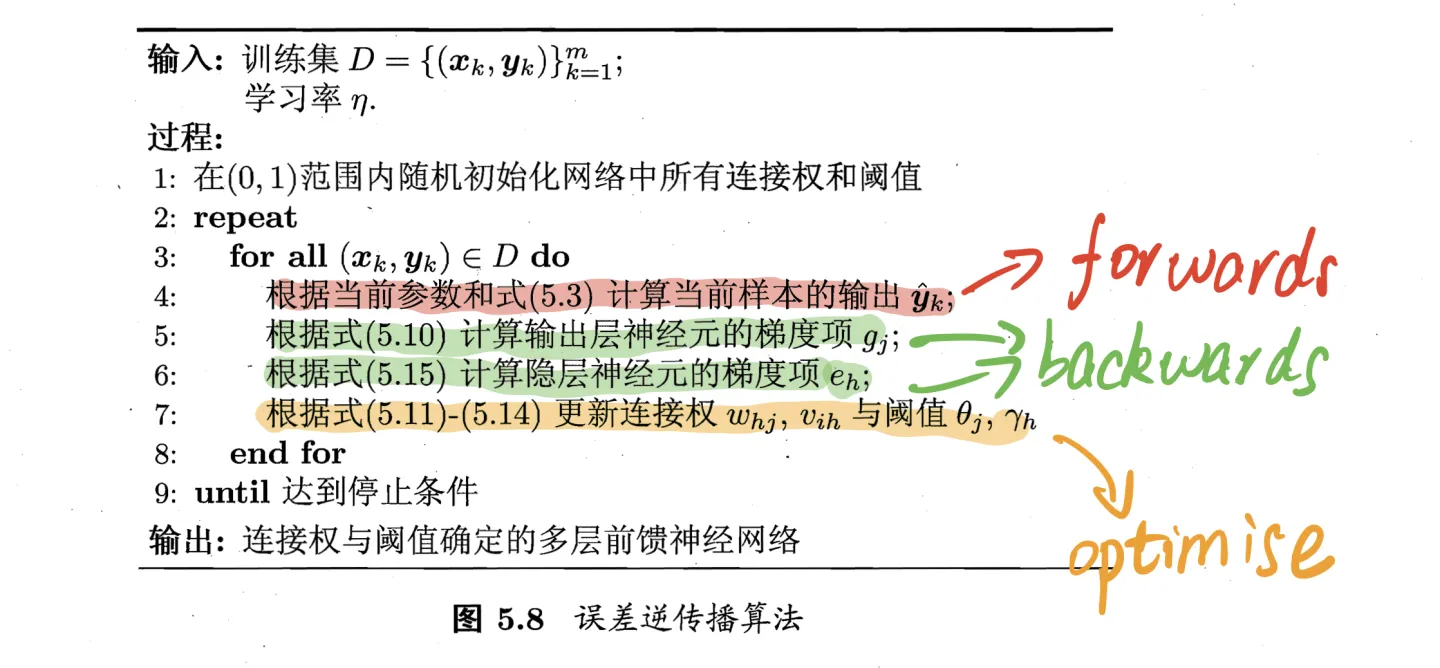 输入: 训练集 $D = \{(\boldsymbol{x}_k, \boldsymbol{y}_k)\}_{k=1}^{m}$;
学习率 $\eta$.
过程:
1: 在(0,1)范围内随机初始化网络中所有连接权和阈值
2: repeat
3: for all $(\boldsymbol{x}_k, \boldsymbol{y}_k) \in D$ do
4: 根据当前参数和式(5.3) 计算当前样本的输出 $\hat{\boldsymbol{y}}_k$;
forwards
5: 根据式(5.10) 计算输出层神经元的梯度项 $g_j$;
6: 根据式(5.15) 计算隐层神经元的梯度项 $e_h$;
backwards
7: 根据式(5.11)-(5.14) 更新连接权 $w_{hj}$, $v_{ih}$ 与阈值 $\theta_j$, $\gamma_h$
optimise
8: end for
9: until 达到停止条件
输出: 连接权与阈值确定的多层前馈神经网络
图 5.8 误差逆传播算法